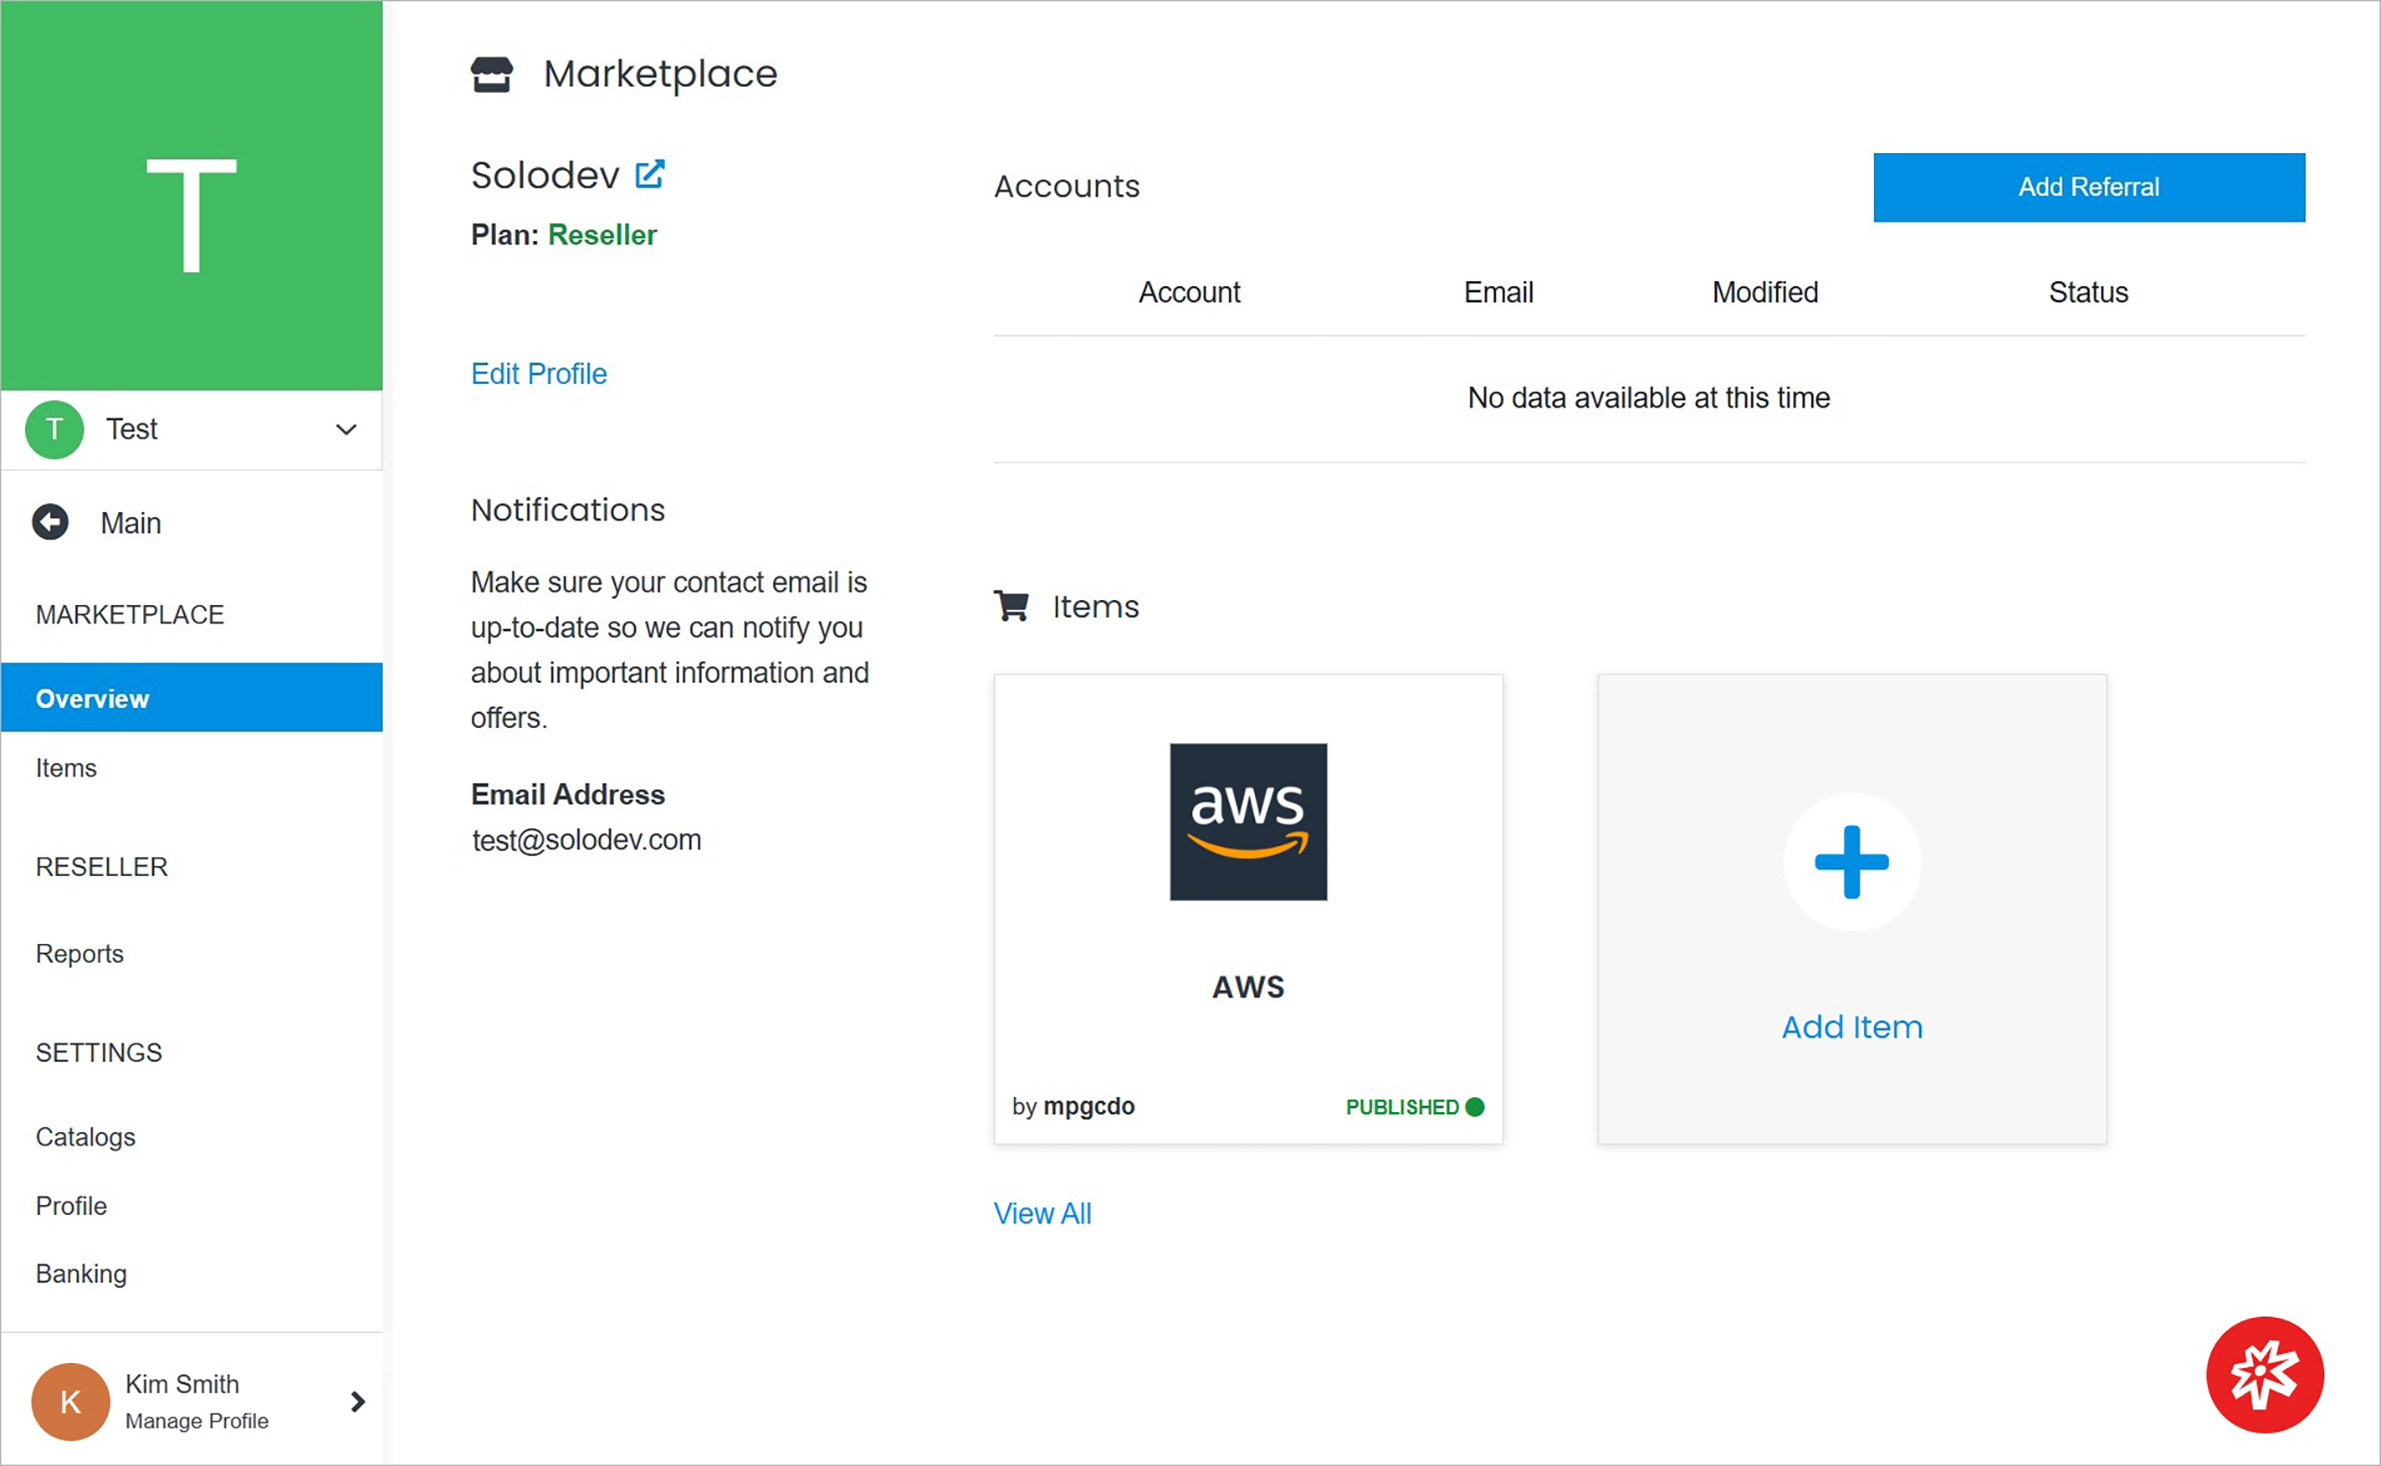 T
T
Test
Main
MARKETPLACE
Overview
Items
RESELLER
Reports
SETTINGS
Catalogs
Profile
Banking
K
Kim Smith
Manage Profile
Marketplace
Solodev
Plan: Reseller
Edit Profile
Notifications
Make sure your contact email is
up-to-date so we can notify you
about important information and
offers.
Email Address
test@solodev.com
Accounts
Add Referral
Account Email Modified Status
No data available at this time
Items
aws
AWS
by mpgcdo PUBLISHED
Add Item
View All